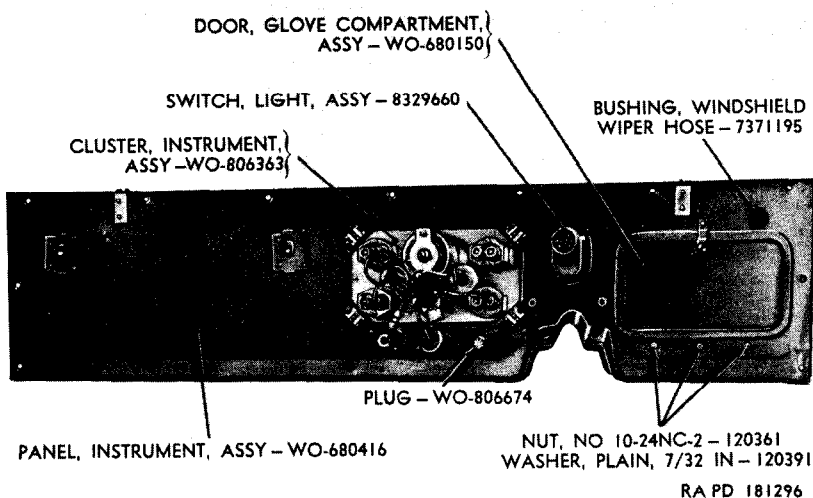 DOOR, GLOVE COMPARTMENT,
ASSY – WO-680150
SWITCH, LIGHT, ASSY – 8329660
BUSHING, WINDSHIELD
WIPER HOSE – 7371195
CLUSTER, INSTRUMENT,
ASSY –WO-806363
PLUG – WO-806674
PANEL, INSTRUMENT, ASSY – WO-680416
NUT, NO 10-24NC-2 – 120361
WASHER, PLAIN, 7/32 IN – 120391
RA PD 181296